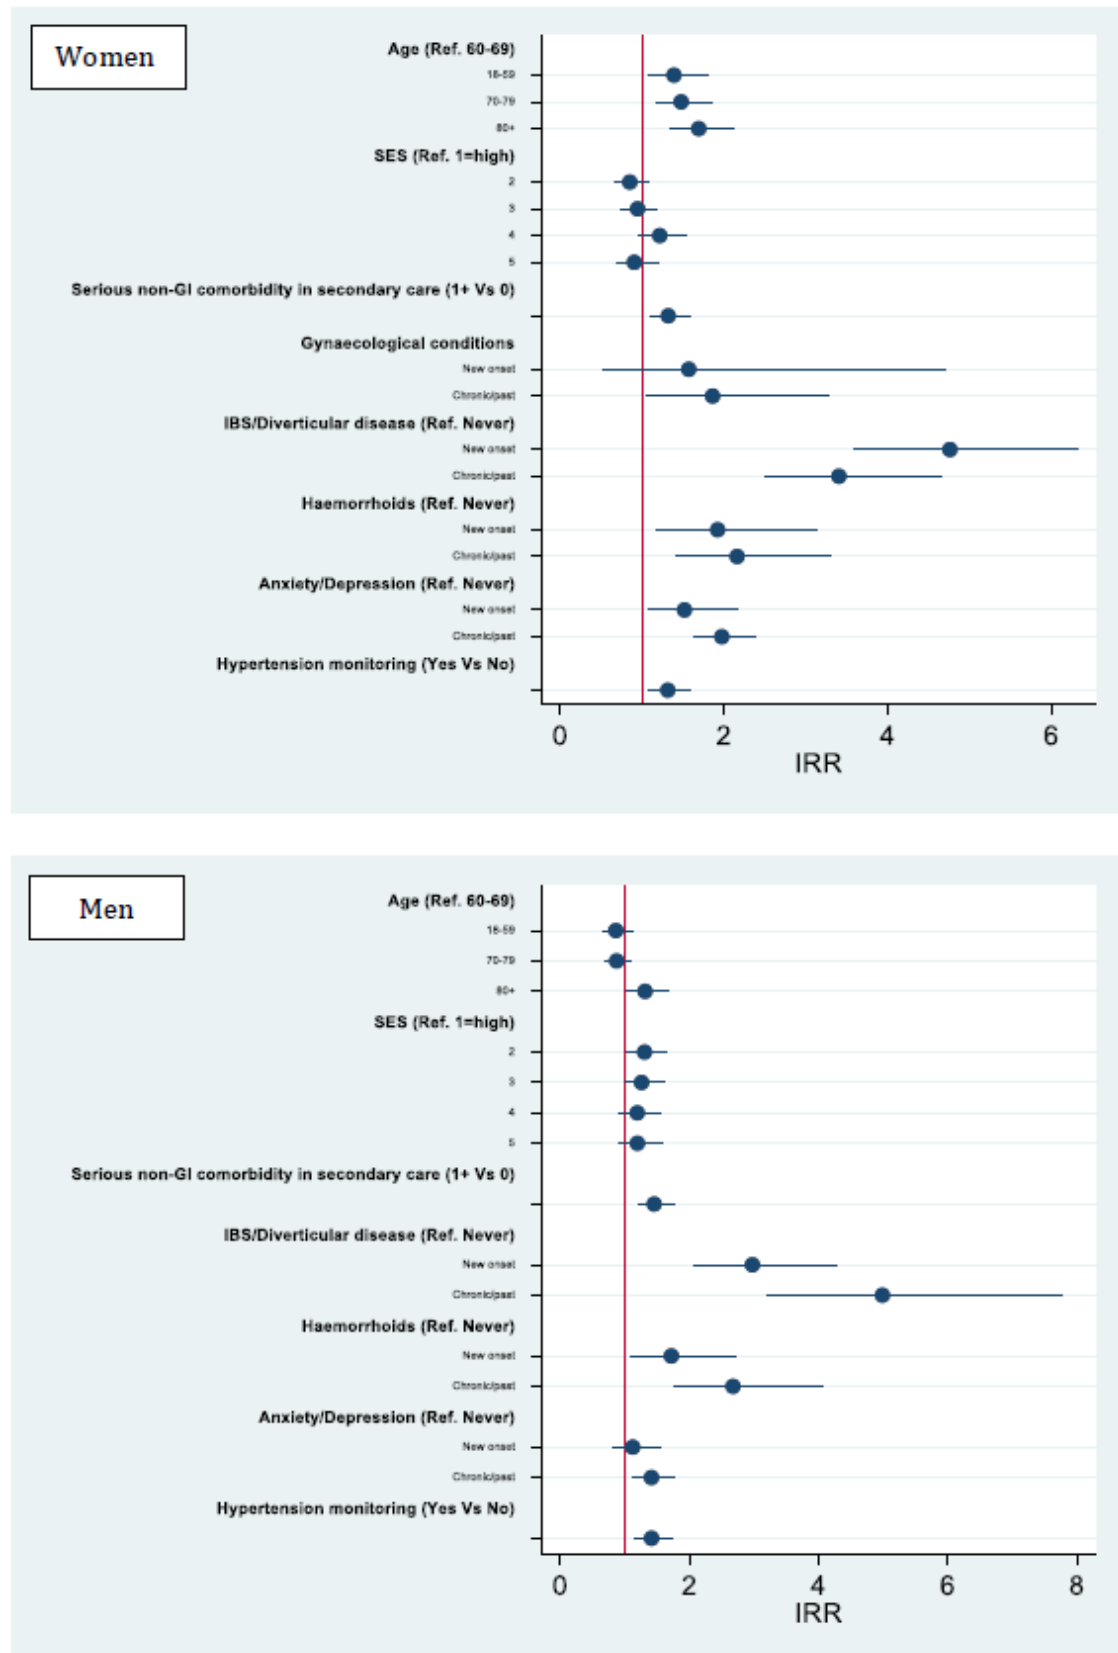 Women
Age (Ref. 60-69)
18-59
70-79
80+
SES (Ref. 1=high)
2
3
4
5
Serious non-GI comorbidity in secondary care (1+ Vs 0)
Gynaecological conditions
New onset
Chronic/past
IBS/Diverticular disease (Ref. Never)
New onset
Chronic/past
Haemorrhoids (Ref. Never)
New onset
Chronic/past
Anxiety/Depression (Ref. Never)
New onset
Chronic/past
Hypertension monitoring (Yes Vs No)
0 2 4 6
IRR
Men
Age (Ref. 60-69)
18-59
70-79
80+
SES (Ref. 1=high)
2
3
4
5
Serious non-GI comorbidity in secondary care (1+ Vs 0)
IBS/Diverticular disease (Ref. Never)
New onset
Chronic/past
Haemorrhoids (Ref. Never)
New onset
Chronic/past
Anxiety/Depression (Ref. Never)
New onset
Chronic/past
Hypertension monitoring (Yes Vs No)
0 2 4 6 8
IRR